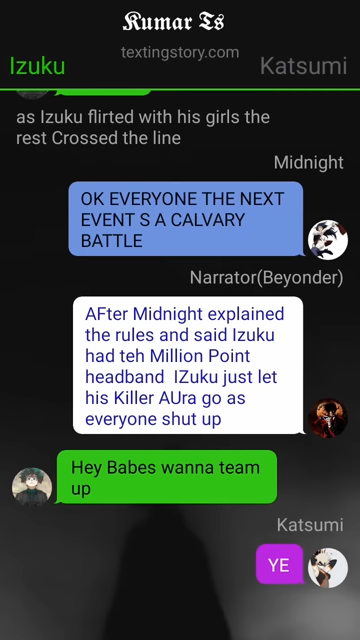 Kumar Ts
textingstory.com
Izuku
Katsumi
as Izuku flirted with his girls the
rest Crossed the line
Midnight
OK EVERYONE THE NEXT
EVENT S A CALVARY
BATTLE
Narrator(Beyonder)
AFter Midnight explained
the rules and said Izuku
had teh Million Point
headband  IZuku just let
his Killer AUra go as
everyone shut up
Hey Babes wanna team
up
Katsumi
YE